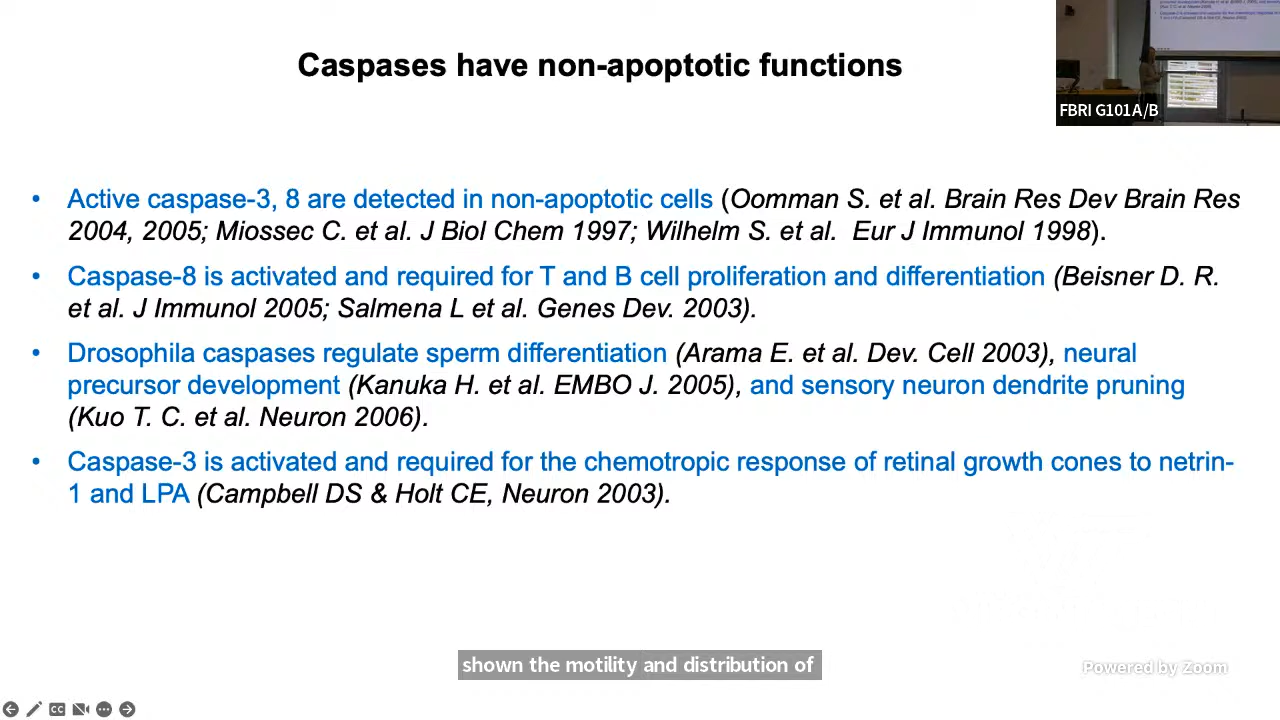 Caspases have non-apoptotic functions
FBRI G101A/B
• Active caspase-3, 8 are detected in non-apoptotic cells (Oomman S. et al. Brain Res Dev Brain Res
2004, 2005; Miossec C. et al. J Biol Chem 1997; Wilhelm S. et al. Eur J Immunol 1998).
• Caspase-8 is activated and required for T and B cell proliferation and differentiation (Beisner D. R.
et al. J Immunol 2005; Salmena L et al. Genes Dev. 2003).
• Drosophila caspases regulate sperm differentiation (Arama E. et al. Dev. Cell 2003), neural
precursor development (Kanuka H. et al. EMBO J. 2005), and sensory neuron dendrite pruning
(Kuo T. C. et al. Neuron 2006).
• Caspase-3 is activated and required for the chemotropic response of retinal growth cones to netrin-
1 and LPA (Campbell DS & Holt CE, Neuron 2003).
shown the motility and distribution of
Powered by Zoom
CC